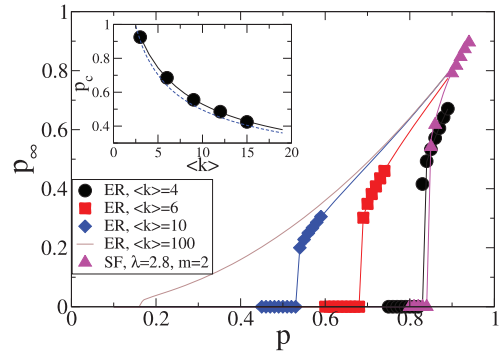 1
0.8
0.6
0.4
0.2
0
p∞
0
0.2
0.4
0.6
0.8
1
p
1
0.8
0.6
0.4
p_c
0
5
10
15
20
<k>
ER, <k>=4
ER, <k>=6
ER, <k>=10
ER, <k>=100
SF, λ=2.8, m=2